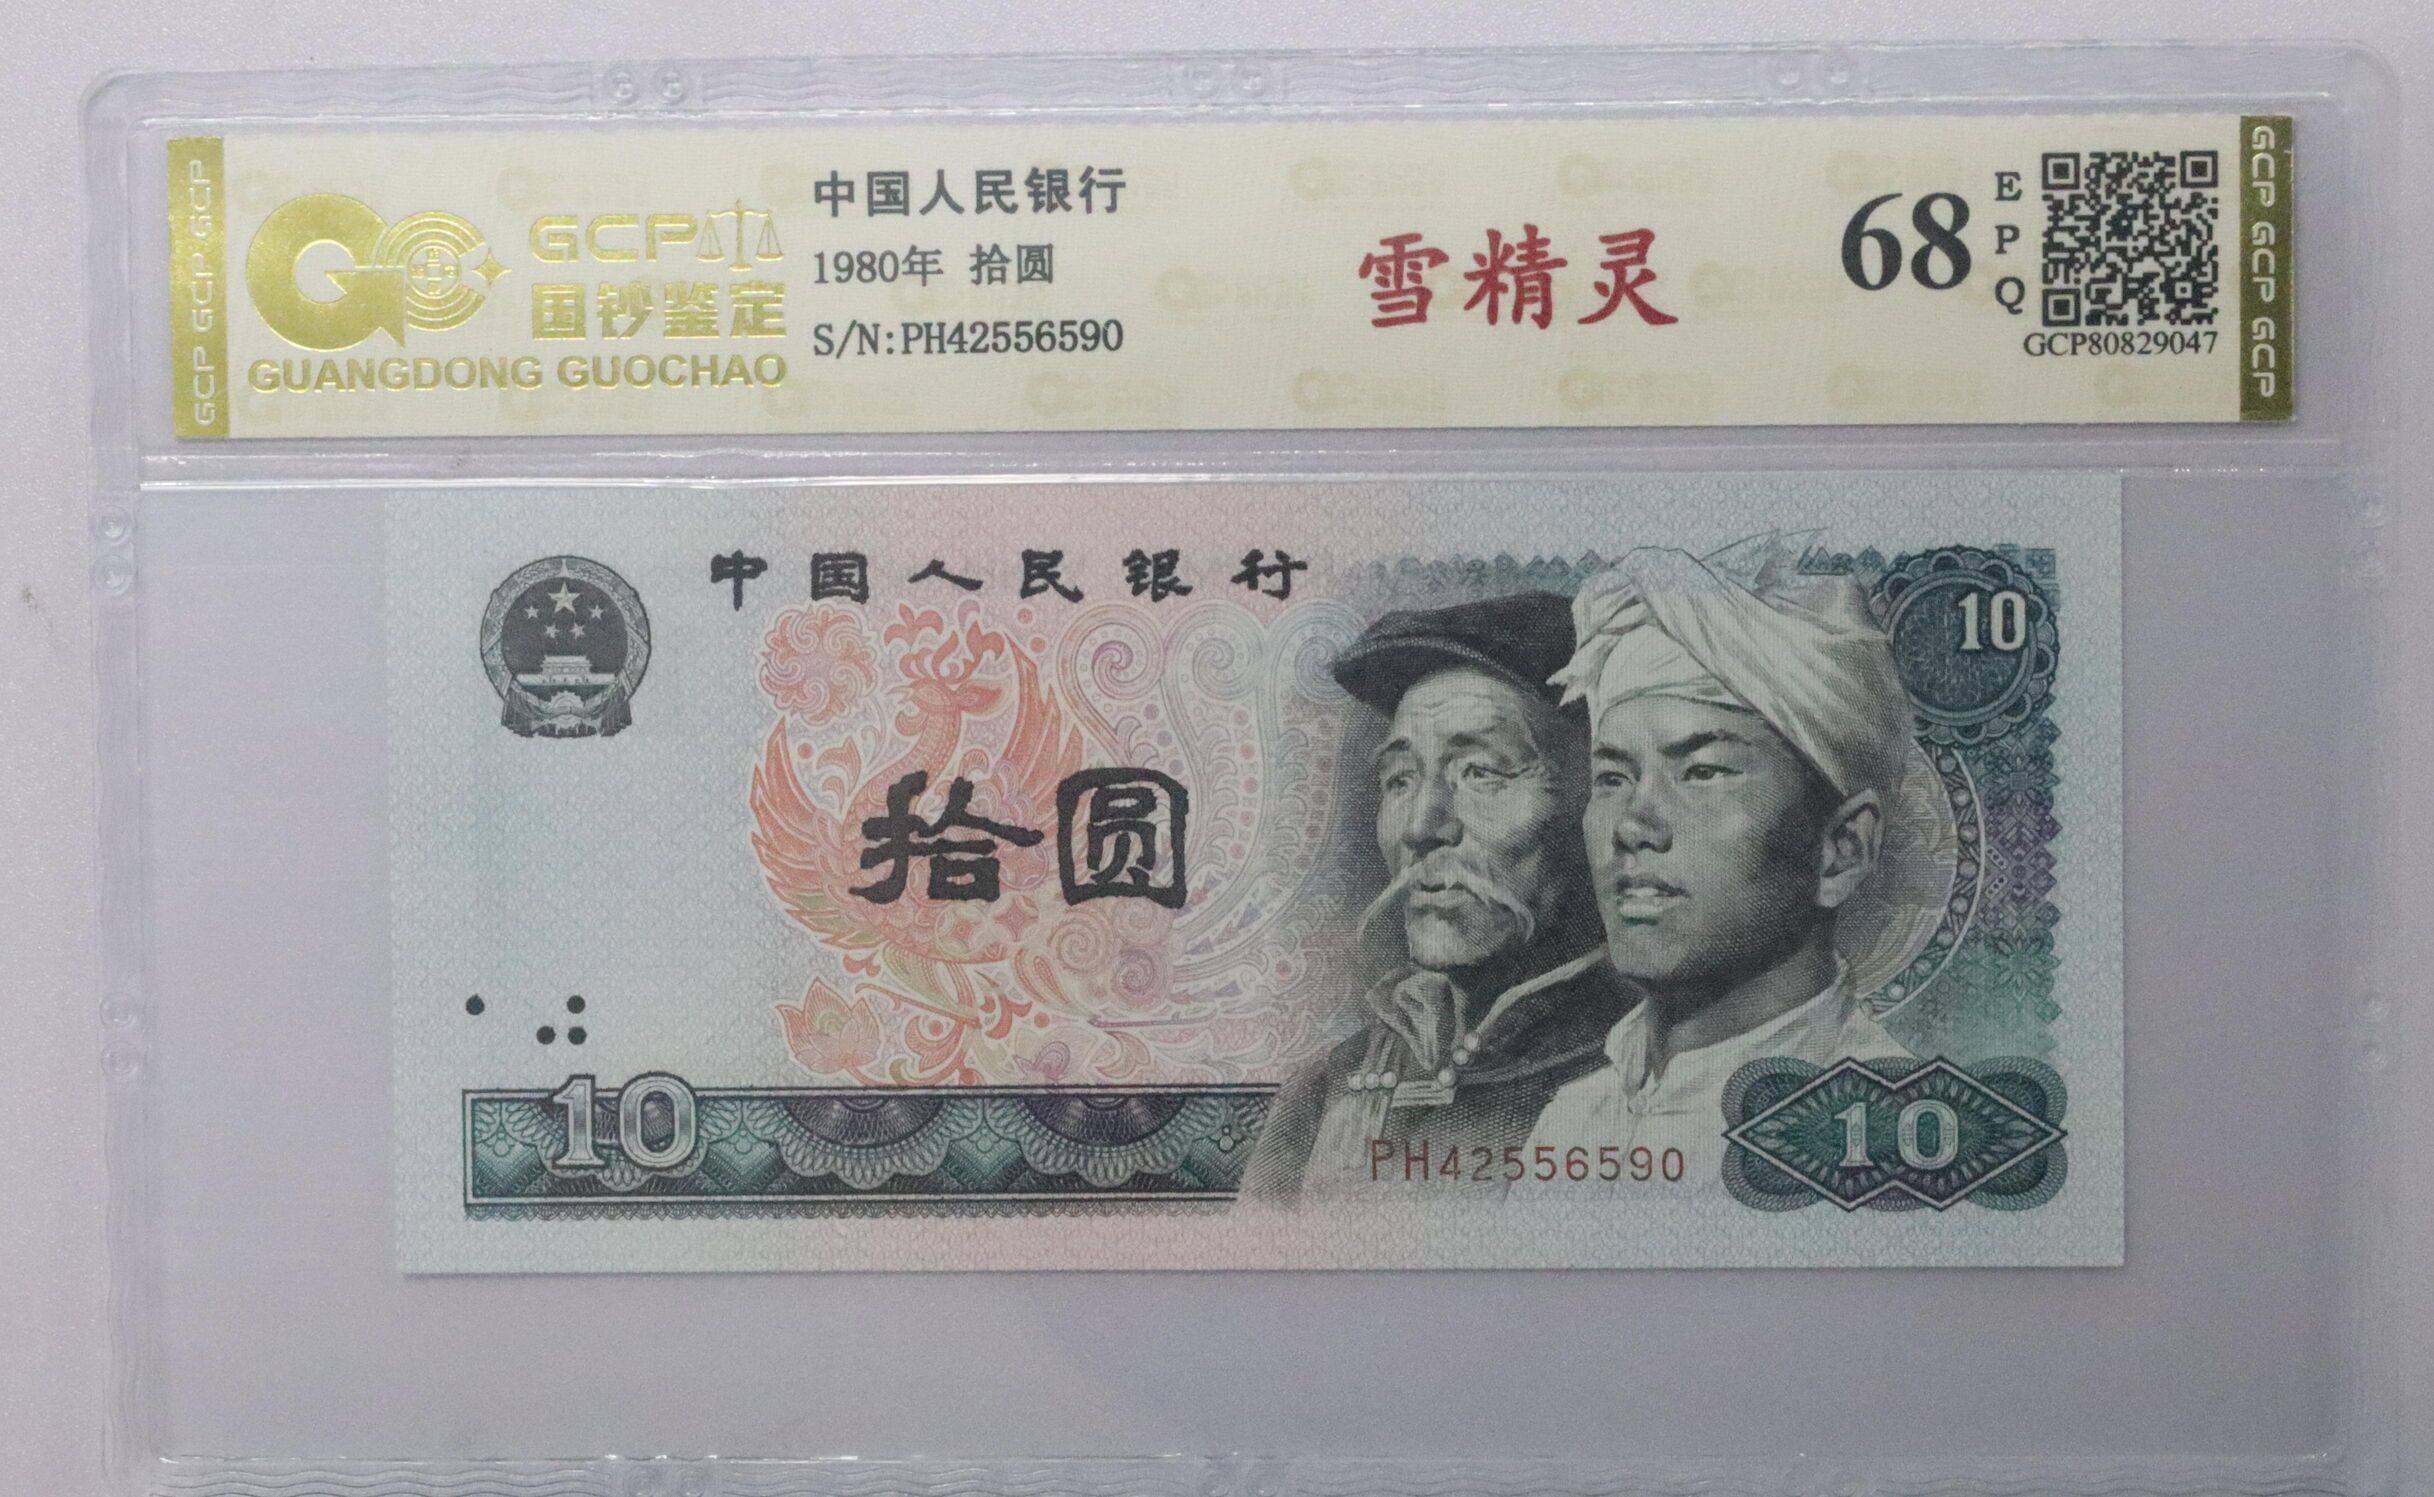 GCP GCP GCP
GCP
国钞鉴定
GUANGDONG GUOCHAO
中国人民银行
1980年 拾圆
S/N:PH42556590
雪精灵
68
EPQ
GCP80829047
GCP GCP GCP
中国人民银行
10
拾圆
10
PH42556590
10